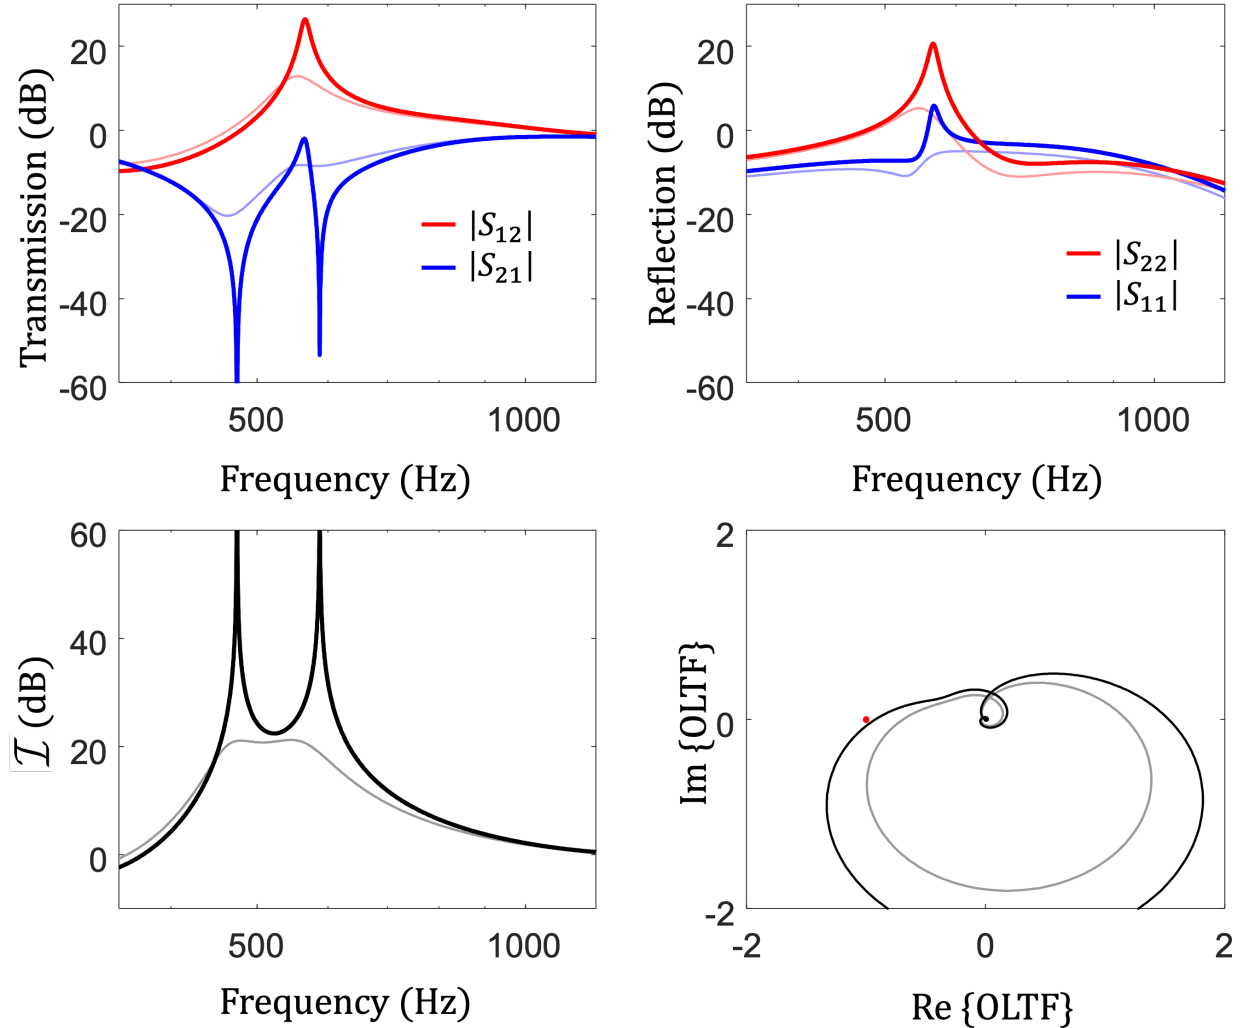 Transmission (dB)
20
0
-20
-40
-60
|S12|
|S21|
500
1000
Frequency (Hz)
Reflection (dB)
20
0
-20
-40
-60
|S22|
|S11|
500
1000
Frequency (Hz)
ℐ (dB)
60
40
20
0
500
1000
Frequency (Hz)
Im {OLTF}
2
0
-2
-2
0
2
Re {OLTF}